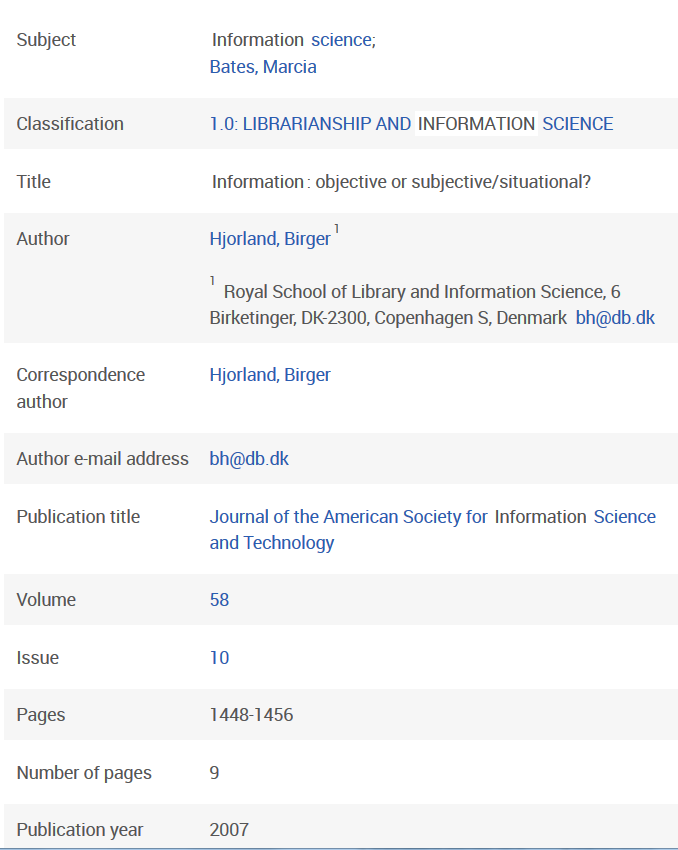 Subject Information science;
Bates, Marcia
Classification 1.0: LIBRARIANSHIP AND INFORMATION SCIENCE
Title Information : objective or subjective/situational?
Author Hjorland, Birger 1
1 Royal School of Library and Information Science, 6
Birketinger, DK-2300, Copenhagen S, Denmark bh@db.dk
Correspondence author Hjorland, Birger
Author e-mail address bh@db.dk
Publication title Journal of the American Society for Information Science
and Technology
Volume 58
Issue 10
Pages 1448-1456
Number of pages 9
Publication year 2007